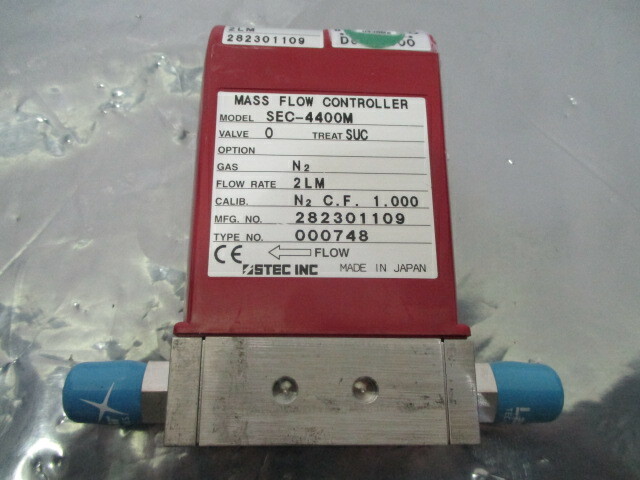 2LM
282301109
MASS FLOW CONTROLLER
MODEL SEC-4400M
VALVE O TREAT SUC
OPTION
GAS N₂
FLOW RATE 2LM
CALIB. N₂ C.F. 1.000
MFG. NO. 282301109
TYPE NO. 000748
CE FLOW
STEC INC MADE IN JAPAN